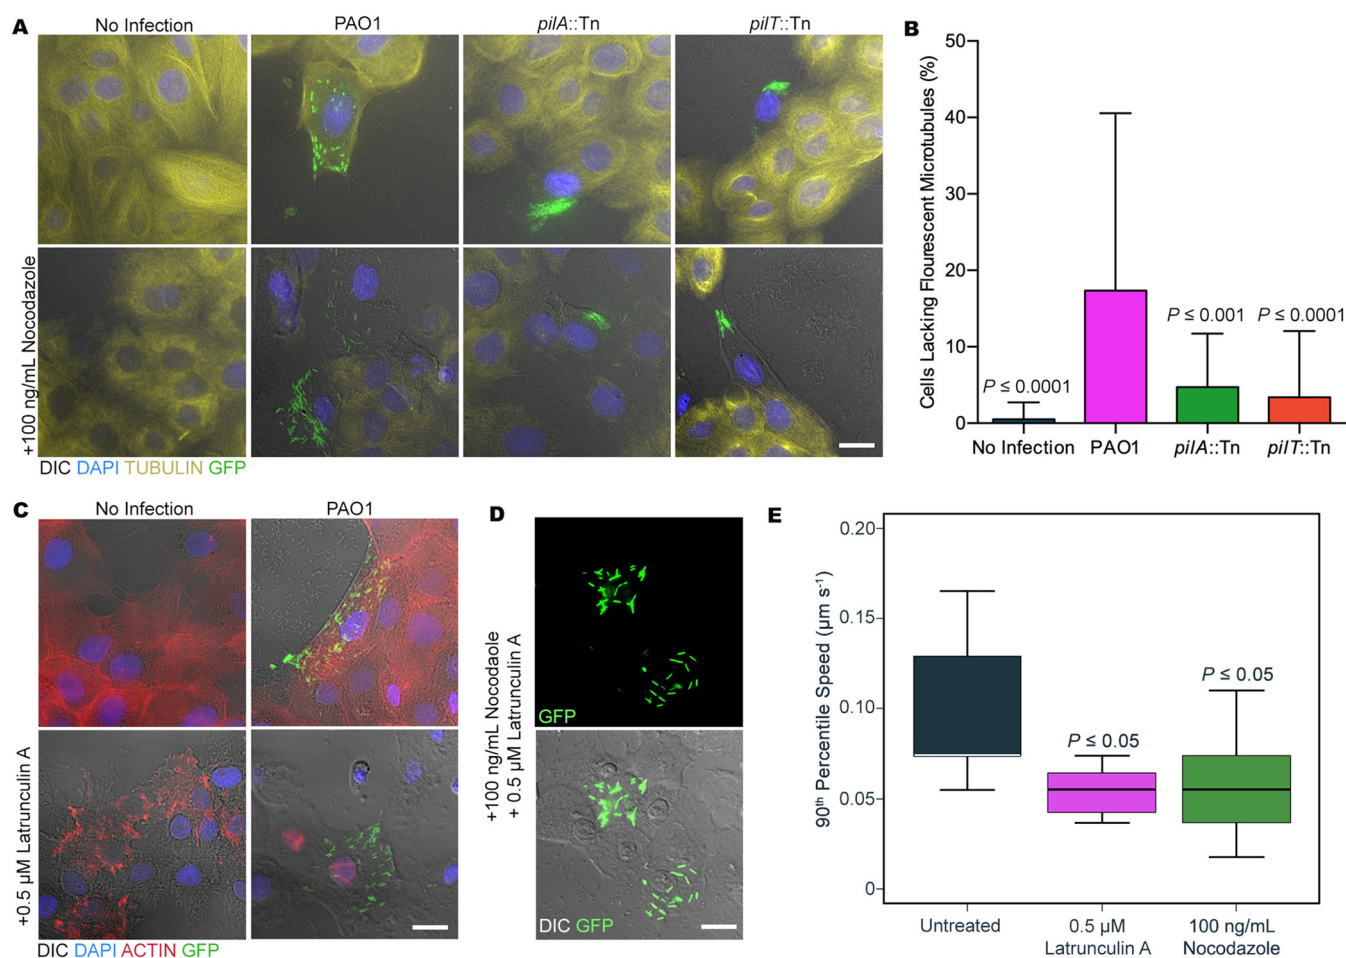 A
No Infection
PAO1
pilA::Tn
pilT::Tn
+100 ng/mL Nocodazole
DIC DAPI TUBULIN GFP
B
Cells Lacking Flourescent Microtubules (%)
50
40
30
20
10
0
P ≤ 0.0001
P ≤ 0.001
P ≤ 0.0001
No Infection
PAO1
pilA::Tn
pilT::Tn
C
No Infection
PAO1
+0.5 µM Latrunculin A
DIC DAPI ACTIN GFP
D
+100 ng/mL Nocodaole
+ 0.5 µM Latrunculin A
GFP
DIC GFP
E
90th Percentile Speed (µm s-1)
0.20
0.15
0.10
0.05
0
P ≤ 0.05
P ≤ 0.05
Untreated
0.5 µM
Latrunculin A
100 ng/mL
Nocodazole